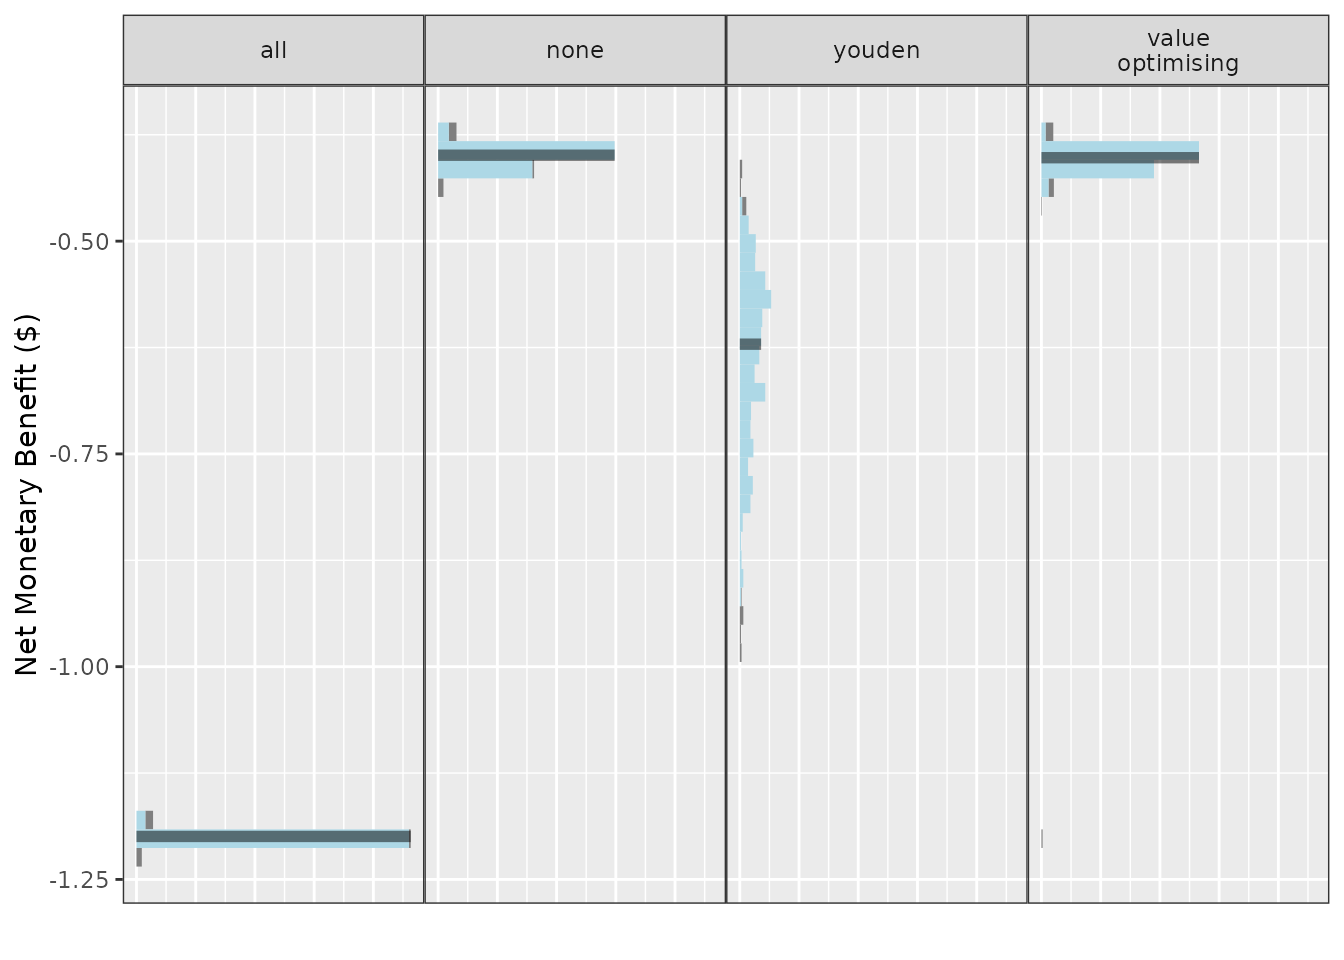 all
none
youden
value
optimising
Net Monetary Benefit ($)
-0.50
-0.75
-1.00
-1.25